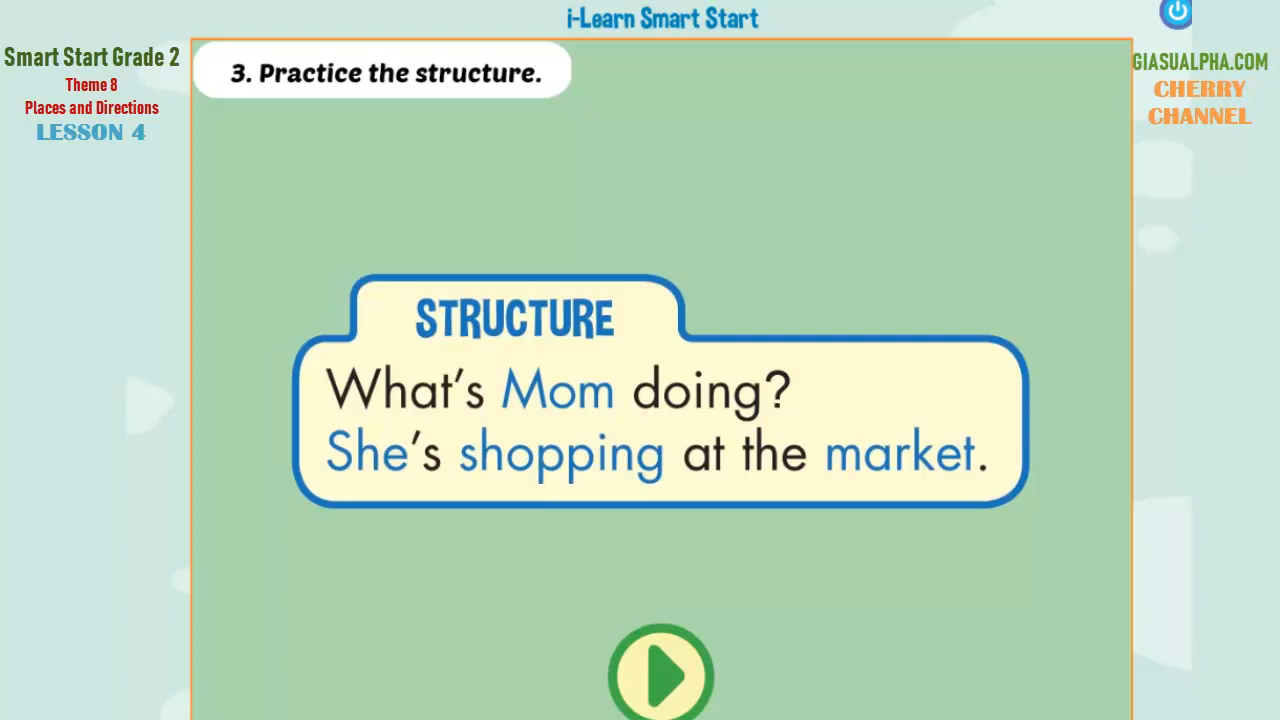 i-Learn Smart Start
Smart Start Grade 2
Theme 8
Places and Directions
LESSON 4
GIASUALPHA.COM
CHERRY
CHANNEL
3. Practice the structure.
STRUCTURE
What's Mom doing?
She's shopping at the market.